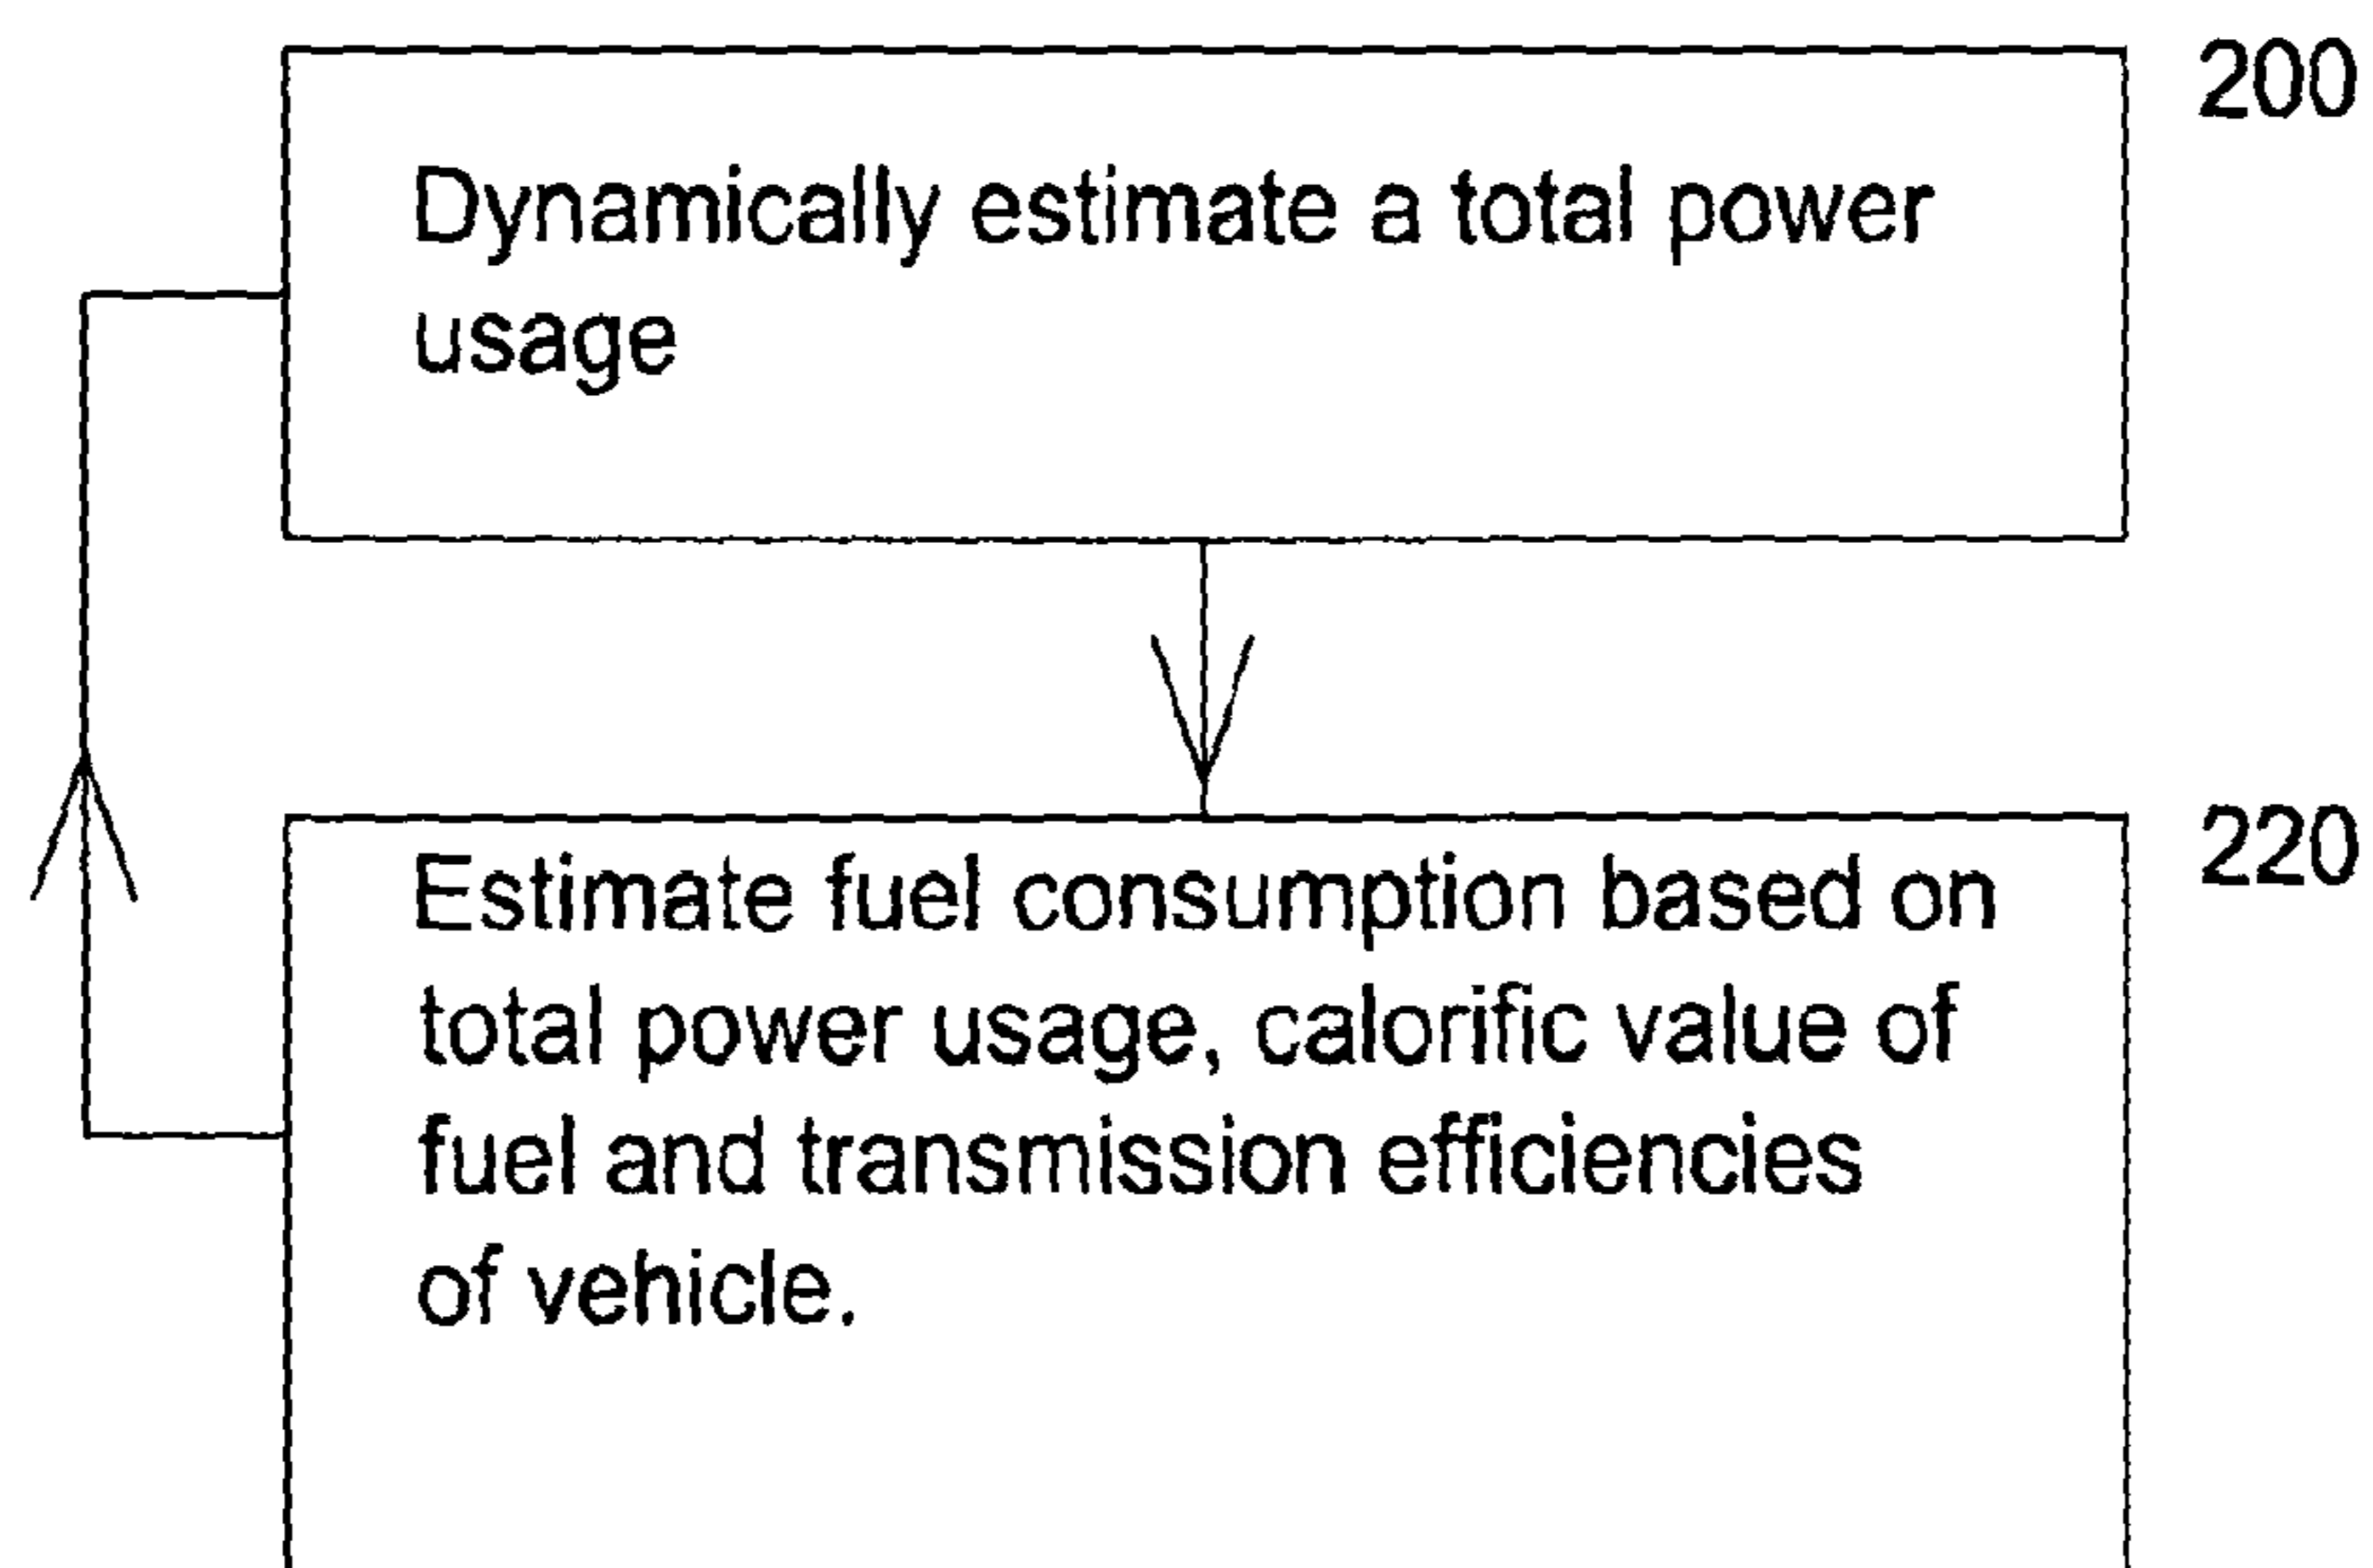 200
Dynamically estimate a total power
usage
220
Estimate fuel consumption based on
total power usage, calorific value of
fuel and transmission efficiencies
of vehicle.